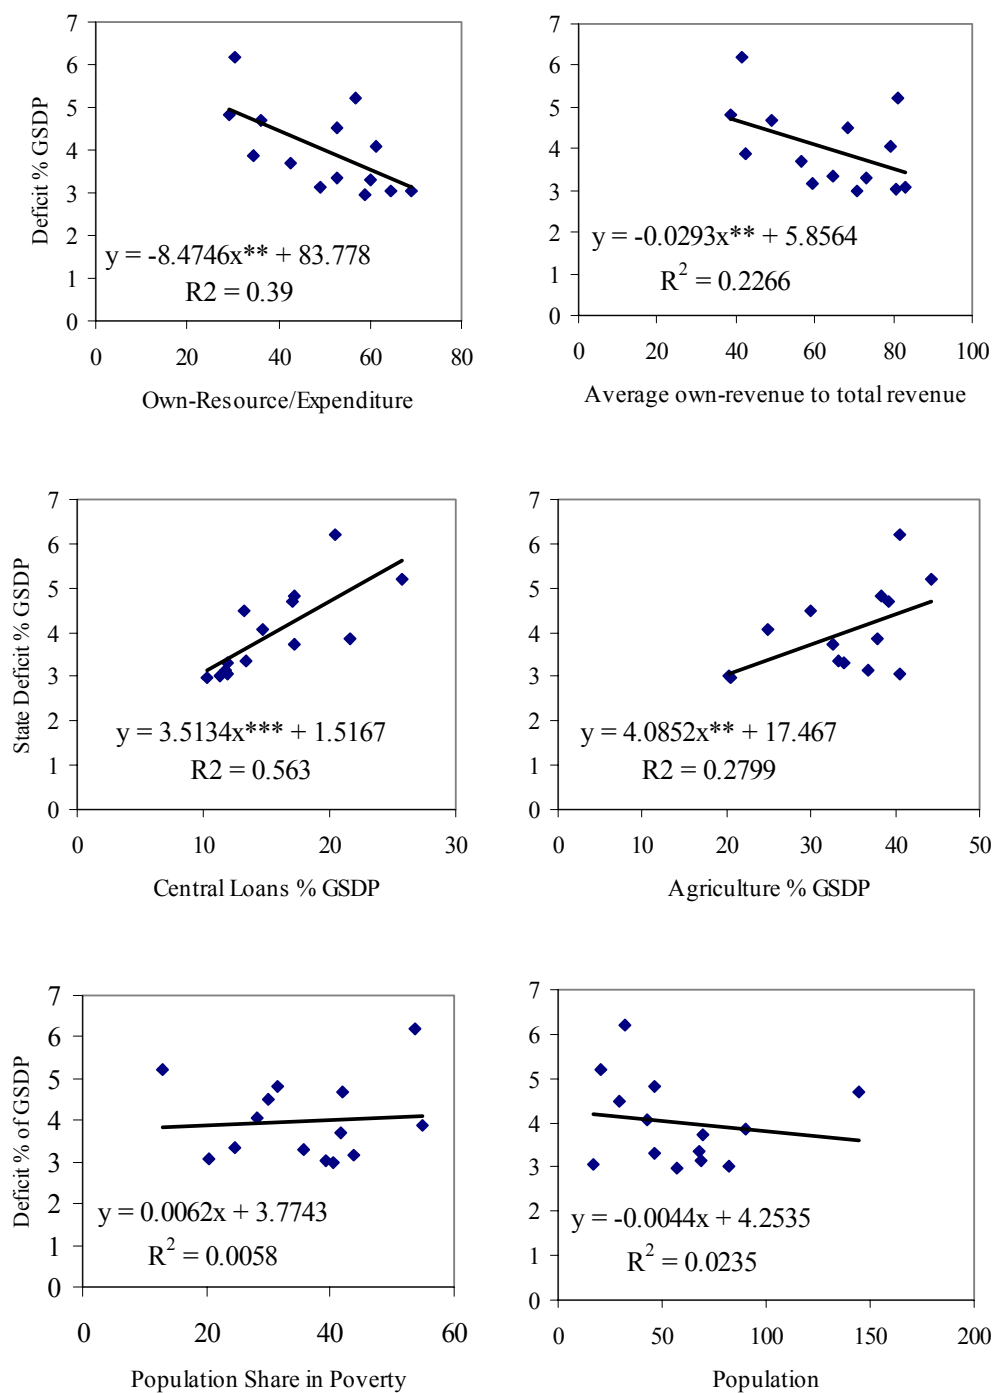 7
6
5
4
3
2
1
0
Deficit % GSDP
y = -8.4746x** + 83.778
R2 = 0.39
0 20 40 60 80
Own-Resource/Expenditure
7
6
5
4
3
2
1
0
y = -0.0293x** + 5.8564
R² = 0.2266
0 20 40 60 80 100
Average own-revenue to total revenue
7
6
5
4
3
2
1
0
State Deficit % GSDP
y = 3.5134x*** + 1.5167
R2 = 0.563
0 10 20 30
Central Loans % GSDP
7
6
5
4
3
2
1
0
y = 4.0852x** + 17.467
R2 = 0.2799
0 10 20 30 40 50
Agriculture % GSDP
7
6
5
4
3
2
1
0
Deficit % of GSDP
y = 0.0062x + 3.7743
R² = 0.0058
0 20 40 60
Population Share in Poverty
7
6
5
4
3
2
1
0
y = -0.0044x + 4.2535
R² = 0.0235
0 50 100 150 200
Population